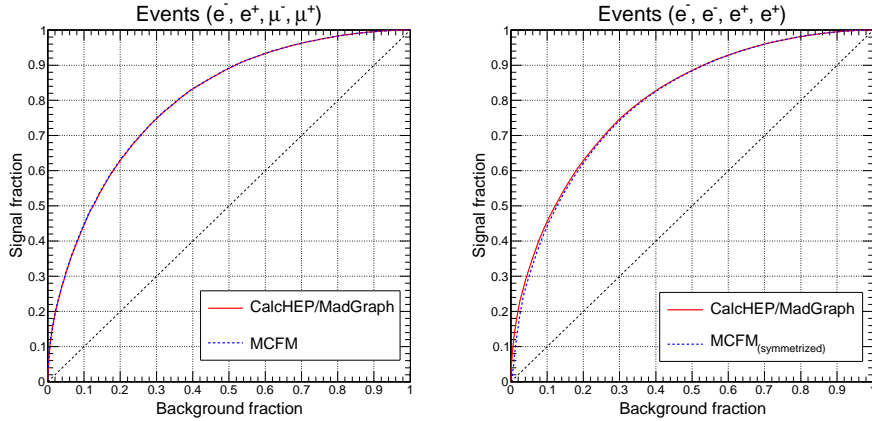 Events (e⁻, e⁺, μ⁻, μ⁺)
Signal fraction
1
0.9
0.8
0.7
0.6
0.5
0.4
0.3
0.2
0.1
0
CalcHEP/MadGraph
MCFM
0 0.1 0.2 0.3 0.4 0.5 0.6 0.7 0.8 0.9 1
Background fraction
Events (e⁻, e⁻, e⁺, e⁺)
Signal fraction
1
0.9
0.8
0.7
0.6
0.5
0.4
0.3
0.2
0.1
0
CalcHEP/MadGraph
MCFM(symmetrized)
0 0.1 0.2 0.3 0.4 0.5 0.6 0.7 0.8 0.9 1
Background fraction